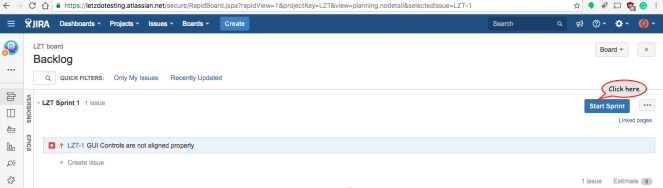 https://letzdotesting.atlassian.net/secure/RapidBoard.jspa?rapidView=1&projectKey=LZT&view=planning.nodetail&selectedIssue=LZT-1
JIRA Dashboards Projects Issues Boards Create Search
LZT board
Backlog
Board
QUICK FILTERS: Only My Issues Recently Updated
Click here
VERSIONS
LZT Sprint 1 1 issue
Start Sprint
Linked pages
EPICS
LZT-1 GUI Controls are not aligned properly
+ Create issue
1 issue Estimate 0